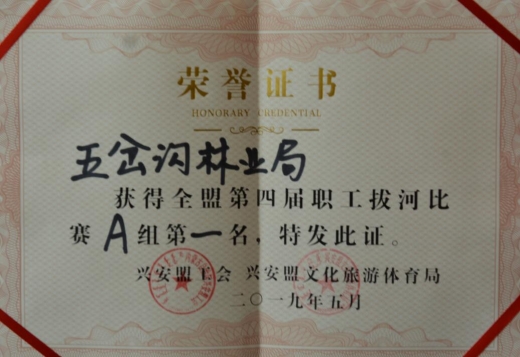 荣誉证书
HONORARY CREDENTIAL
五岔沟林业局
获得全盟第四届职工拔河比
赛A组第一名，特发此证。
兴安盟工会 兴安盟文化旅游体育局
二〇一九年五月